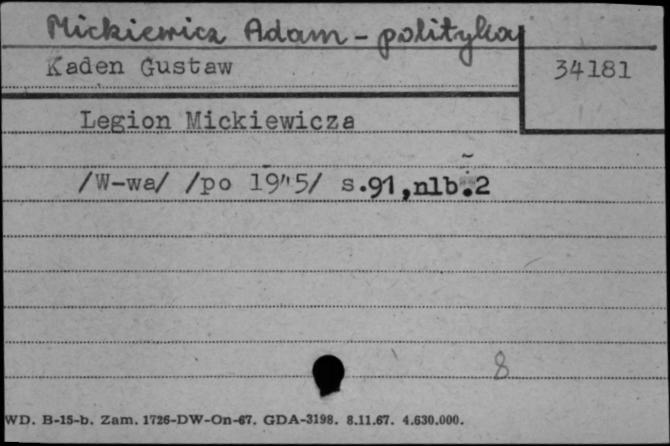 Mickiewicz Adam - polityka
Kaden Gustaw
34181
Legion Mickiewicza
/W-wa/ /po s.91,nlb.2
8
WD. B-15-b. Zam. 1726-DW-On-67. GDA-3198. 8.11.67. 4.630.000.